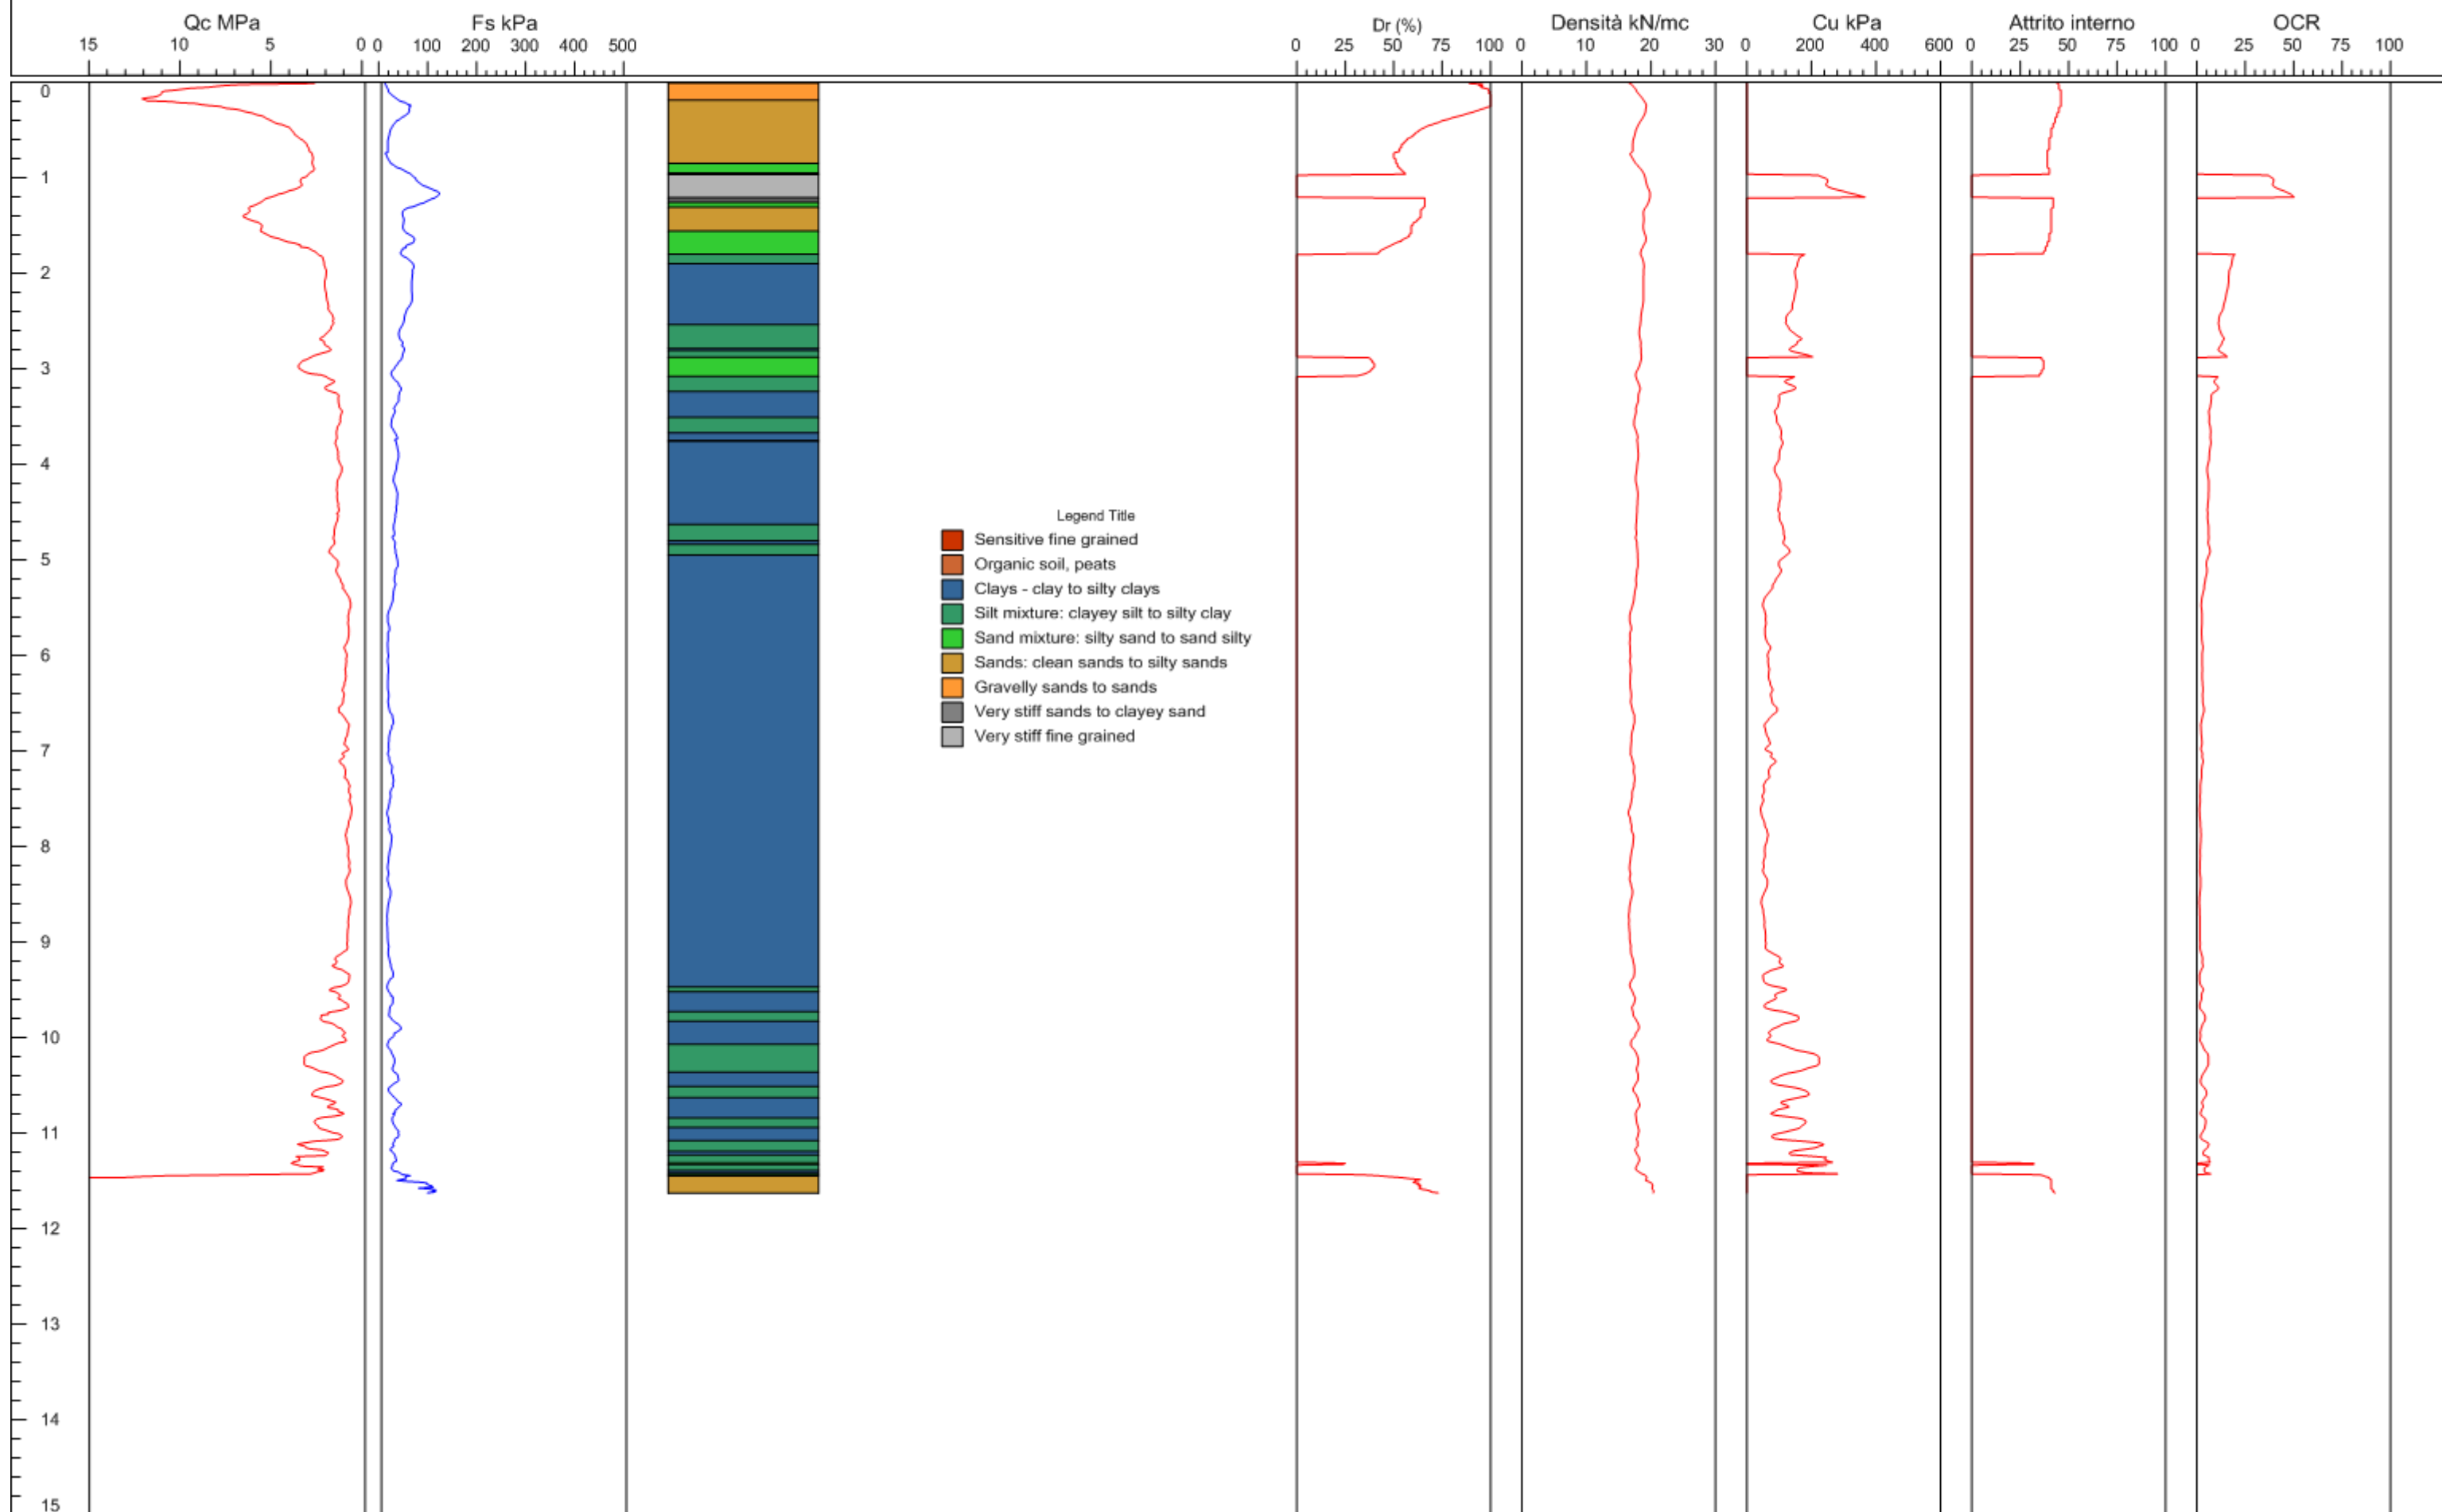 Qc MPa Fs kPa Dr (%) Densità kN/mc Cu kPa Attrito interno OCR
15 10 5 0 0 100 200 300 400 500 0 25 50 75 100 0 10 20 30 0 200 400 600 0 25 50 75 100 0 25 50 75 100
0
1
2
3
4
Legend Title
Sensitive fine grained
5
Organic soil, peats
Clays - clay to silty clays
Silt mixture: clayey silt to silty clay
Sand mixture: silty sand to sand silty
6
Sands: clean sands to silty sands
Gravelly sands to sands
Very stiff sands to clayey sand
Very stiff fine grained
7
8
9
10
11
12
13
14
15